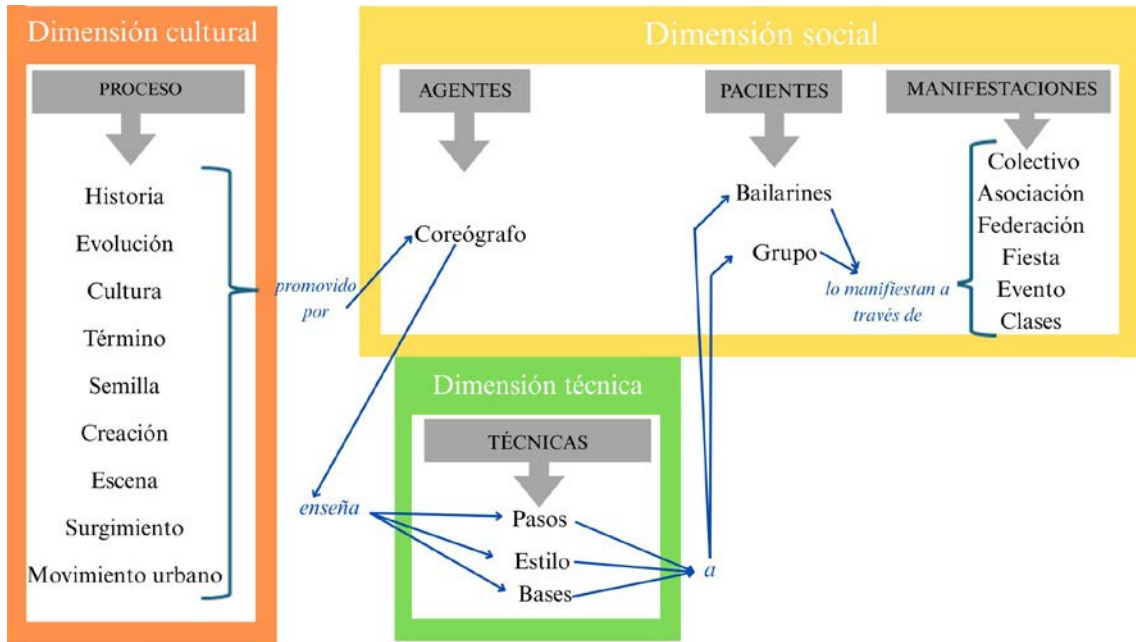 Dimensión cultural
PROCESO
Historia
Evolución
Cultura
Término
Semilla
Creación
Escena
Surgimiento
Movimiento urbano
promovido
por
Dimensión social
AGENTES
Coreógrafo
PACIENTES
Bailarines
Grupo
lo manifiestan a
través de
MANIFESTACIONES
Colectivo
Asociación
Federación
Fiesta
Evento
Clases
enseña
Dimensión técnica
TÉCNICAS
Pasos
Estilo
Bases
a